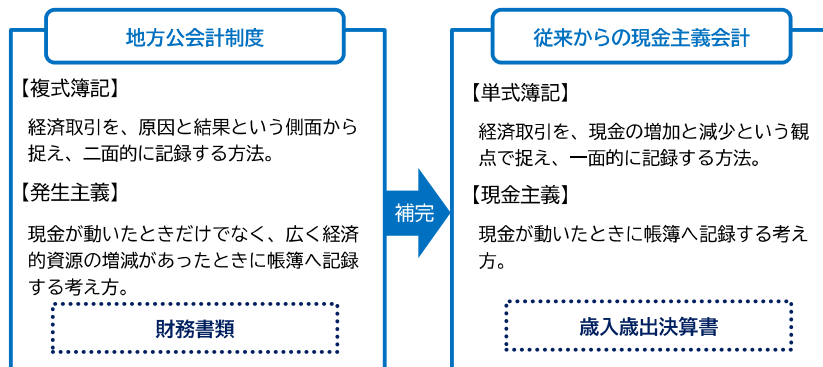 地方公会計制度
【複式簿記】
経済取引を、原因と結果という側面から
捉え、二面的に記録する方法。
【発生主義】
現金が動いたときだけでなく、広く経済
的資源の増減があったときに帳簿へ記録
する考え方。
財務書類
補完
従来からの現金主義会計
【単式簿記】
経済取引を、現金の増加と減少という観
点で捉え、一面的に記録する方法。
【現金主義】
現金が動いたときに帳簿へ記録する考え
方。
歳入歳出決算書